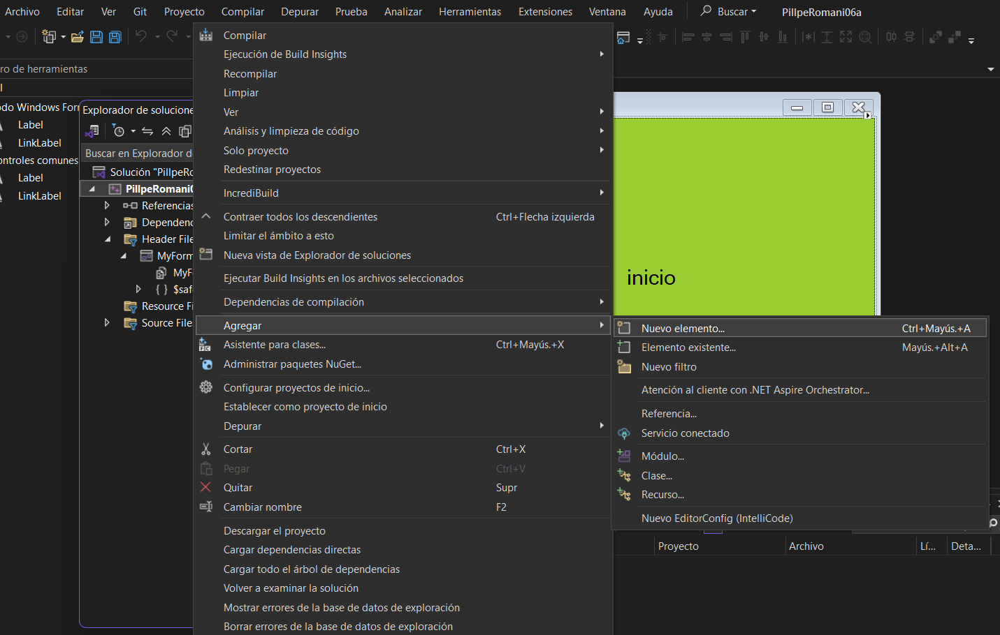 Archivo Editar Ver Git Proyecto Compilar Depurar Prueba Analizar Herramientas Extensiones Ventana Ayuda Buscar PillpeRomani06a
ro de herramientas
Label
LinkLabel
ontroles comunes
Label
LinkLabel
Explorador de solucione
Buscar en Explorador d
Solución "PillpeRo
PillpeRomani0
Referencias
Dependenc
Header File
MyForm
MyFo
{ } $saf
Resource Fi
Source Files
Compilar
Ejecución de Build Insights
Recompilar
Limpiar
Ver
Análisis y limpieza de código
Solo proyecto
Redestinar proyectos
IncrediBuild
Contraer todos los descendientes Ctrl+Flecha izquierda
Limitar el ámbito a esto
Nueva vista de Explorador de soluciones
Ejecutar Build Insights en los archivos seleccionados
Dependencias de compilación
Agregar
Asistente para clases... Ctrl+Mayús.+X
Administrar paquetes NuGet...
Configurar proyectos de inicio...
Establecer como proyecto de inicio
Depurar
Cortar Ctrl+X
Pegar Ctrl+V
Quitar Supr
Cambiar nombre F2
Descargar el proyecto
Cargar dependencias directas
Cargar todo el árbol de dependencias
Volver a examinar la solución
Mostrar errores de la base de datos de exploración
Borrar errores de la base de datos de exploración
inicio
Nuevo elemento... Ctrl+Mayús.+A
Elemento existente... Mayús.+Alt+A
Nuevo filtro
Atención al cliente con .NET Aspire Orchestrator...
Referencia...
Servicio conectado
Módulo...
Clase...
Recurso...
Nuevo EditorConfig (IntelliCode)
Proyecto Archivo Lí... Deta...